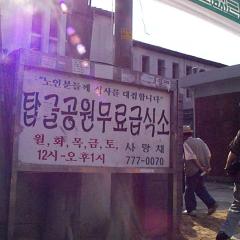 "노인분들께 식사를 대접합니다"
탑골공원무료급식소
월, 화, 목, 금, 토, 사랑채
12시~오후1시 777-0070